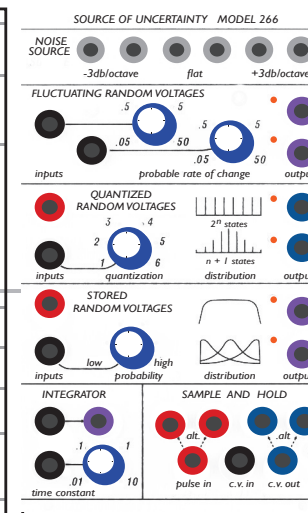 SOURCE OF UNCERTAINTY MODEL 266
NOISE
SOURCE
-3db/octave flat +3db/octave
FLUCTUATING RANDOM VOLTAGES
.5 5 .5 5
.05 50 .05 50
inputs probable rate of change outpu
QUANTIZED
RANDOM VOLTAGES
3 .4
2 5
1 6
2ⁿ states
n + 1 states
inputs quantization distribution outpu
STORED
RANDOM VOLTAGES
low high
inputs probability distribution outpu
INTEGRATOR
.1 1
.01 10
time constant
SAMPLE AND HOLD
alt. .alt
pulse in c.v. in c.v. out